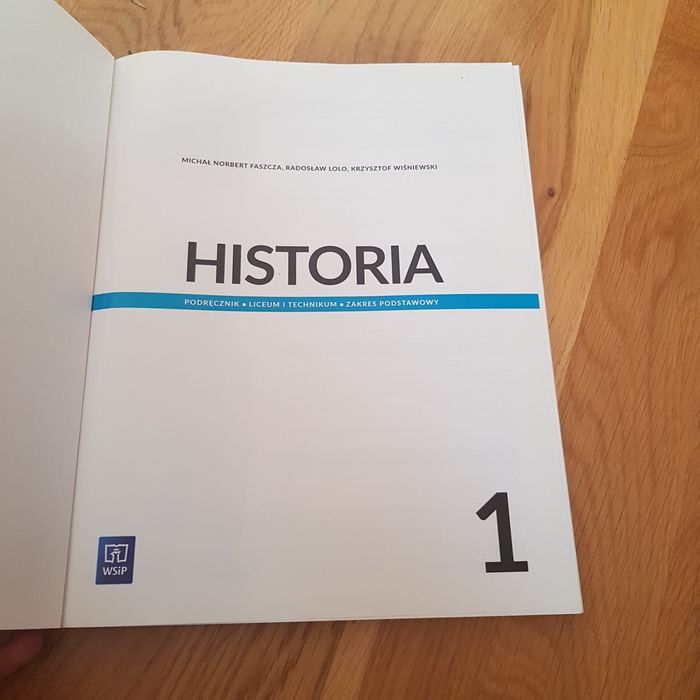 MICHAŁ NORBERT FASZCZA, RADOSŁAW LOLO, KRZYSZTOF WIŚNIEWSKI
HISTORIA
PODRĘCZNIK • LICEUM I TECHNIKUM • ZAKRES PODSTAWOWY
1
WSiP